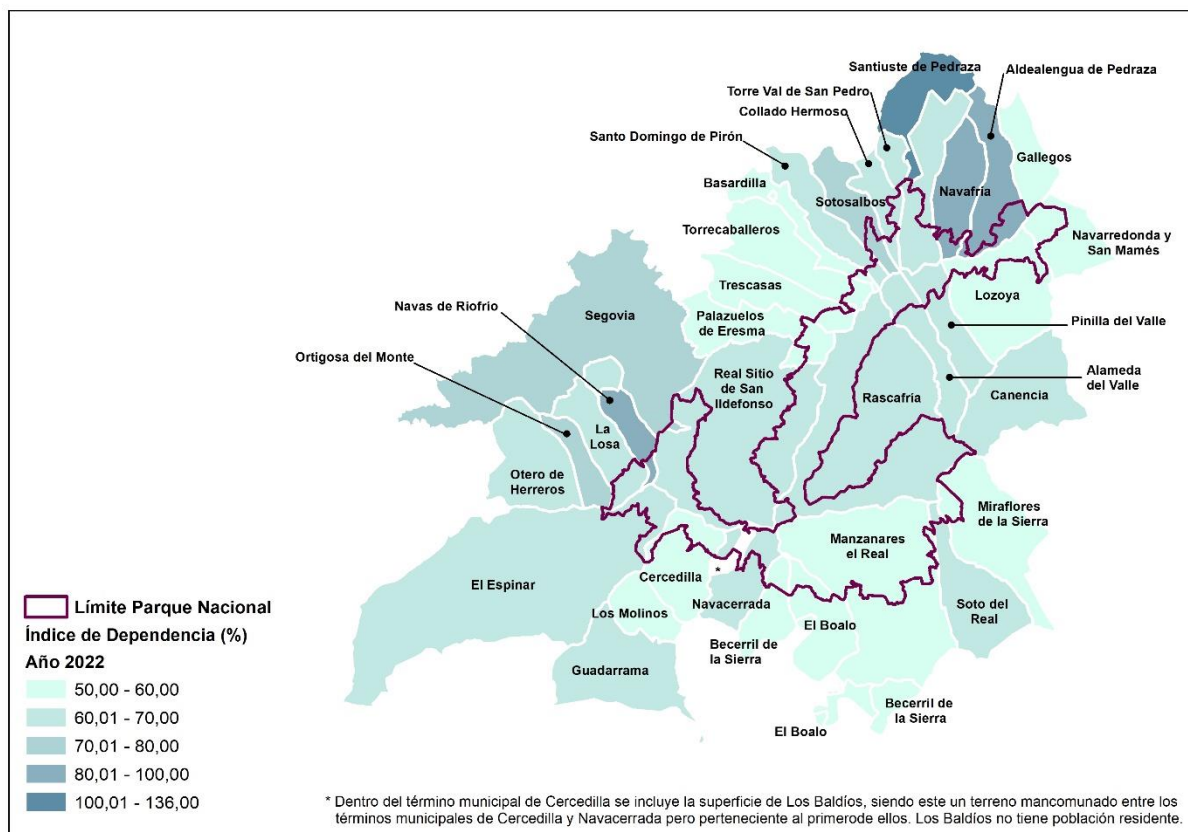 Santiuste de Pedraza
Aldealengua de Pedraza
Torre Val de San Pedro
Collado Hermoso
Santo Domingo de Pirón
Gallegos
Basardilla
Navafría
Sotosalbos
Torrecaballeros
Navarredonda y
San Mamés
Trescasas
Lozoya
Navas de Riofrio
Segovia
Palazuelos
de Eresma
Pinilla del Valle
Ortigosa del Monte
Real Sitio
de San
Ildefonso
Alameda
del Valle
Rascafría
Canencia
La
Losa
Otero de
Herreros
Miraflores
de la Sierra
Manzanares
el Real
El Espinar
Cercedilla
*
Los Molinos
Navacerrada
Soto del
Real
El Boalo
Becerril de
la Sierra
Guadarrama
Becerril de
la Sierra
El Boalo
Límite Parque Nacional
Índice de Dependencia (%)
Año 2022
50,00 - 60,00
60,01 - 70,00
70,01 - 80,00
80,01 - 100,00
100,01 - 136,00
* Dentro del término municipal de Cercedilla se incluye la superficie de Los Baldíos, siendo este un terreno mancomunado entre los
términos municipales de Cercedilla y Navacerrada pero perteneciente al primerode ellos. Los Baldíos no tiene población residente.